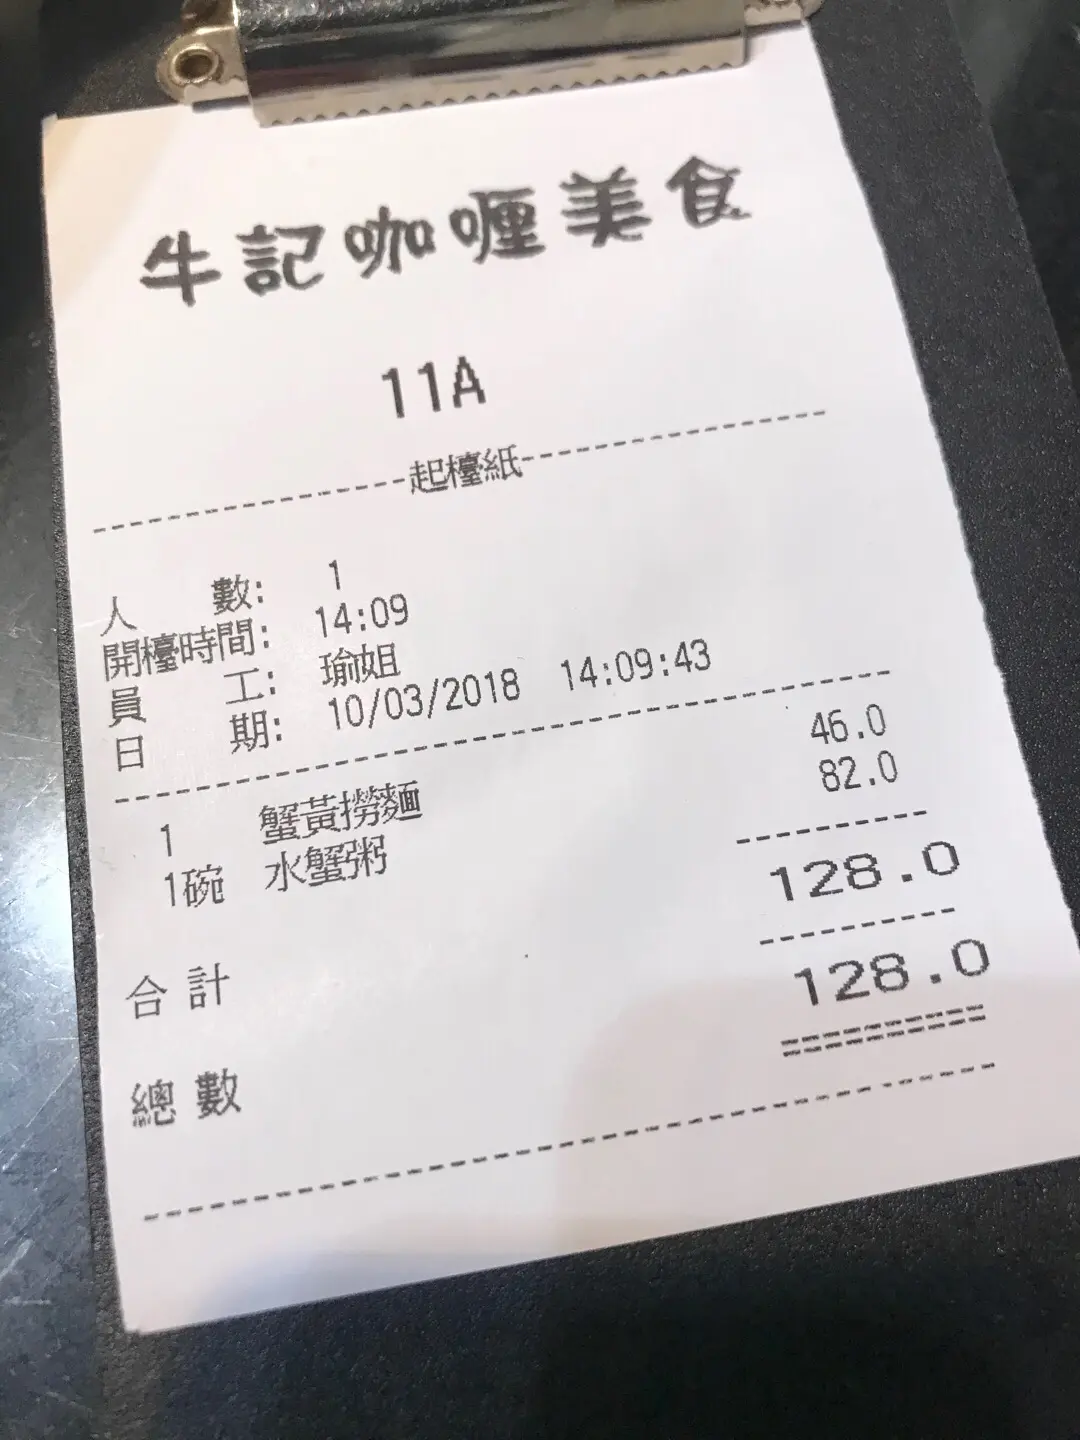 牛記咖喱美食
11A
起檯紙
人數: 1
開檯時間: 14:09
員工: 瑜姐
日期: 10/03/2018 14:09:43
1 蟹黃撈麵 46.0
1碗 水蟹粥 82.0
合計 128.0
總數 128.0